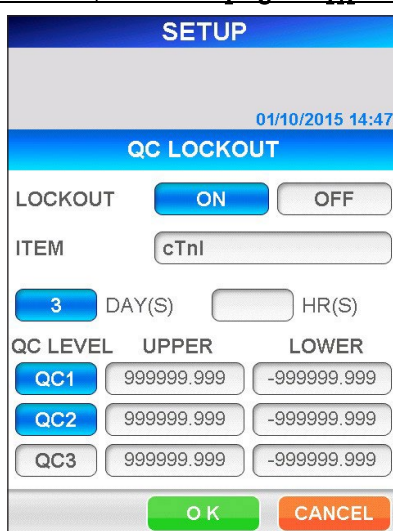 SETUP
01/10/2015 14:47
QC LOCKOUT
LOCKOUT ON OFF
ITEM cTnI
3 DAY(S) HR(S)
QC LEVEL UPPER LOWER
QC1 999999.999 -999999.999
QC2 999999.999 -999999.999
QC3 999999.999 -999999.999
OK CANCEL